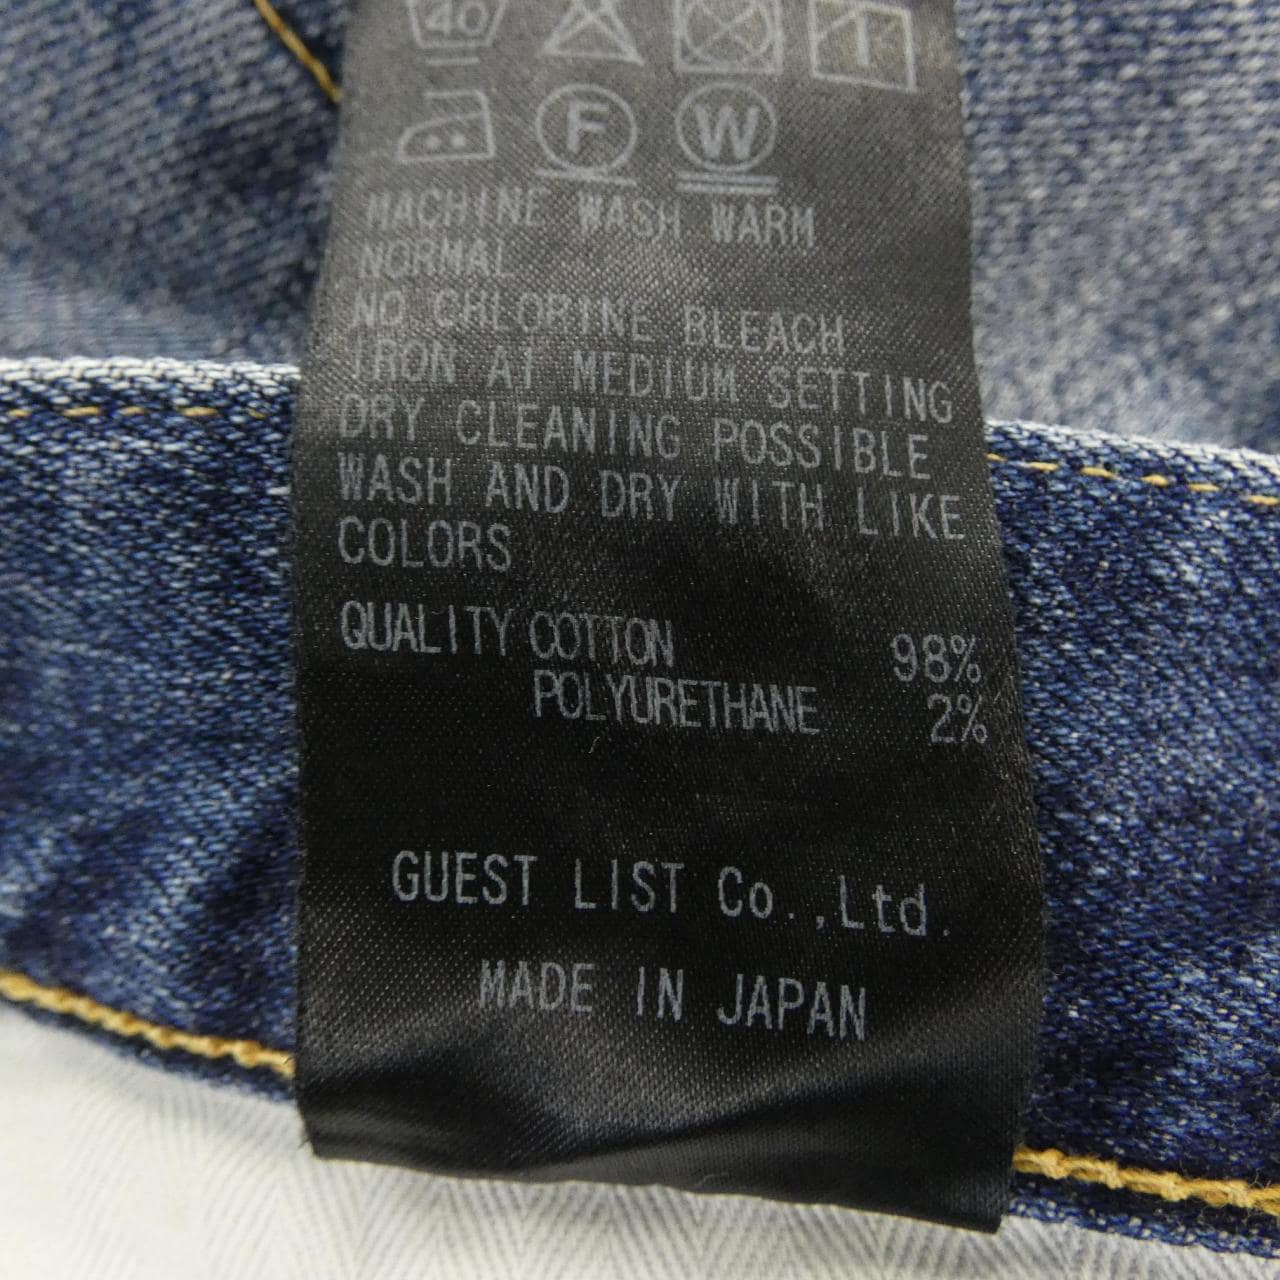 40
F W
MACHINE WASH WARM
NORMAL
NO CHLORINE BLEACH
IRON AT MEDIUM SETTING
DRY CLEANING POSSIBLE
WASH AND DRY WITH LIKE
COLORS
QUALITY COTTON 98%
POLYURETHANE 2%
GUEST LIST Co.,Ltd.
MADE IN JAPAN